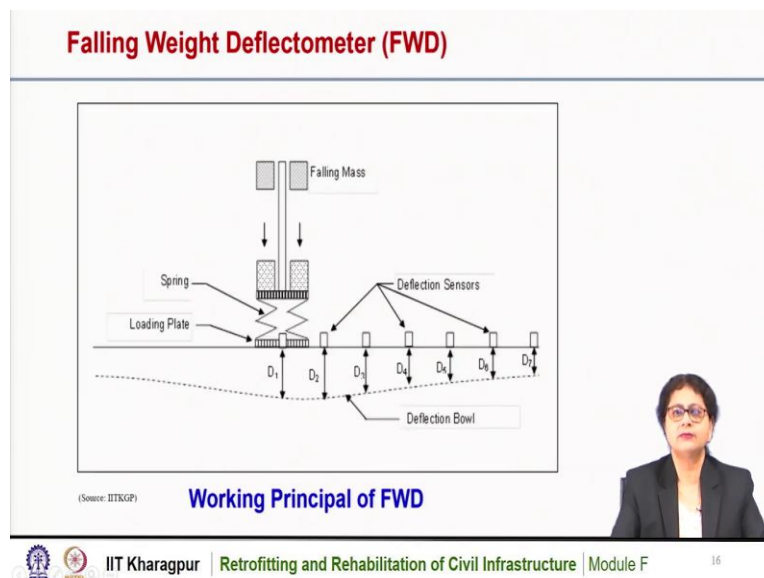 Falling Weight Deflectometer (FWD)
Falling Mass
Spring
Deflection Sensors
Loading Plate
D1
D2
D3
D4
D5
D6
D7
Deflection Bowl
(Source: IITKGP)
Working Principal of FWD
IIT Kharagpur
Retrofitting and Rehabilitation of Civil Infrastructure
Module F
16